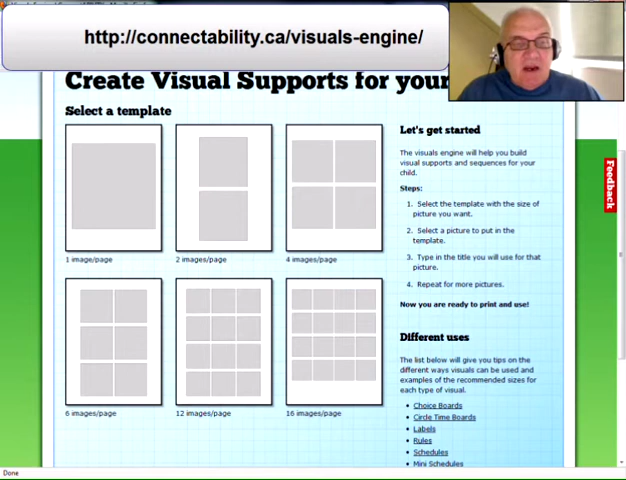 http://connectability.ca/visuals-engine/
Create Visual Supports for your
Select a template
1 image/page
2 images/page
4 images/page
6 images/page
12 images/page
16 images/page
Let's get started
The visuals engine will help you build
visual supports and sequences for your
child.
Steps:
1. Select the template with the size of
picture you want.
2. Select a picture to put in the
template.
3. Type in the title you will use for that
picture.
4. Repeat for more pictures.
Now you are ready to print and use!
Different uses
The list below will give you tips on the
different ways visuals can be used and
examples of the recommended sizes for
each type of visual.
• Choice Boards
• Circle Time Boards
• Labels
• Rules
• Schedules
• Mini Schedules
Feedback
Done